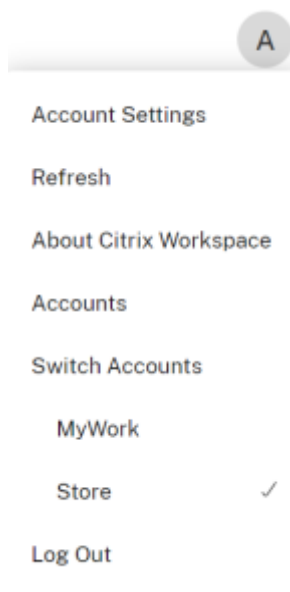 A
Account Settings
Refresh
About Citrix Workspace
Accounts
Switch Accounts
MyWork
Store
Log Out